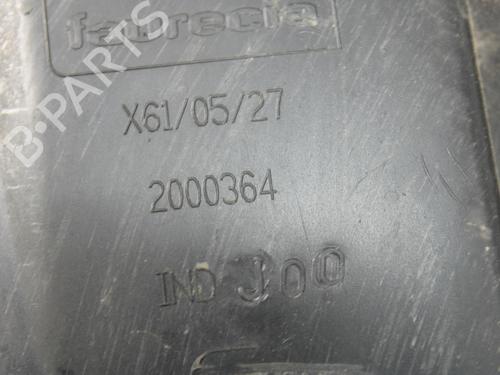 faurecia
X61/05/27
2000364
IND J00
B-PARTS